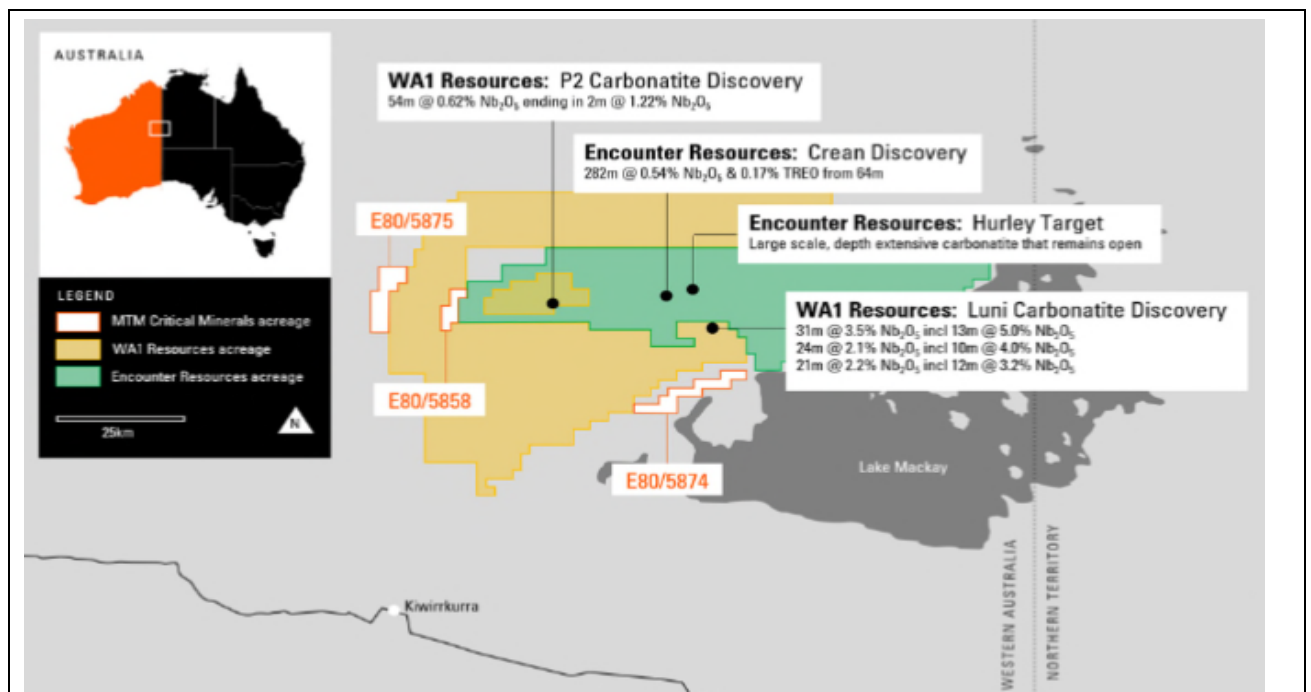 AUSTRALIA
WA1 Resources: P2 Carbonatite Discovery
54m @ 0.62% Nb₂O₅ ending in 2m @ 1.22% Nb₂O₅
Encounter Resources: Crean Discovery
282m @ 0.54% Nb₂O₅ & 0.17% TREO from 64m
E80/5875
Encounter Resources: Hurley Target
Large scale, depth extensive carbonatite that remains open
LEGEND
MTM Critical Minerals acreage
WA1 Resources acreage
Encounter Resources acreage
25km
N
WA1 Resources: Luni Carbonatite Discovery
31m @ 3.5% Nb₂O₅ incl 13m @ 5.0% Nb₂O₅
24m @ 2.1% Nb₂O₅ incl 10m @ 4.0% Nb₂O₅
21m @ 2.2% Nb₂O₅ incl 12m @ 3.2% Nb₂O₅
E80/5858
E80/5874
Lake Mackay
Kiwirrkurra
WESTERN AUSTRALIA
NORTHERN TERRITORY